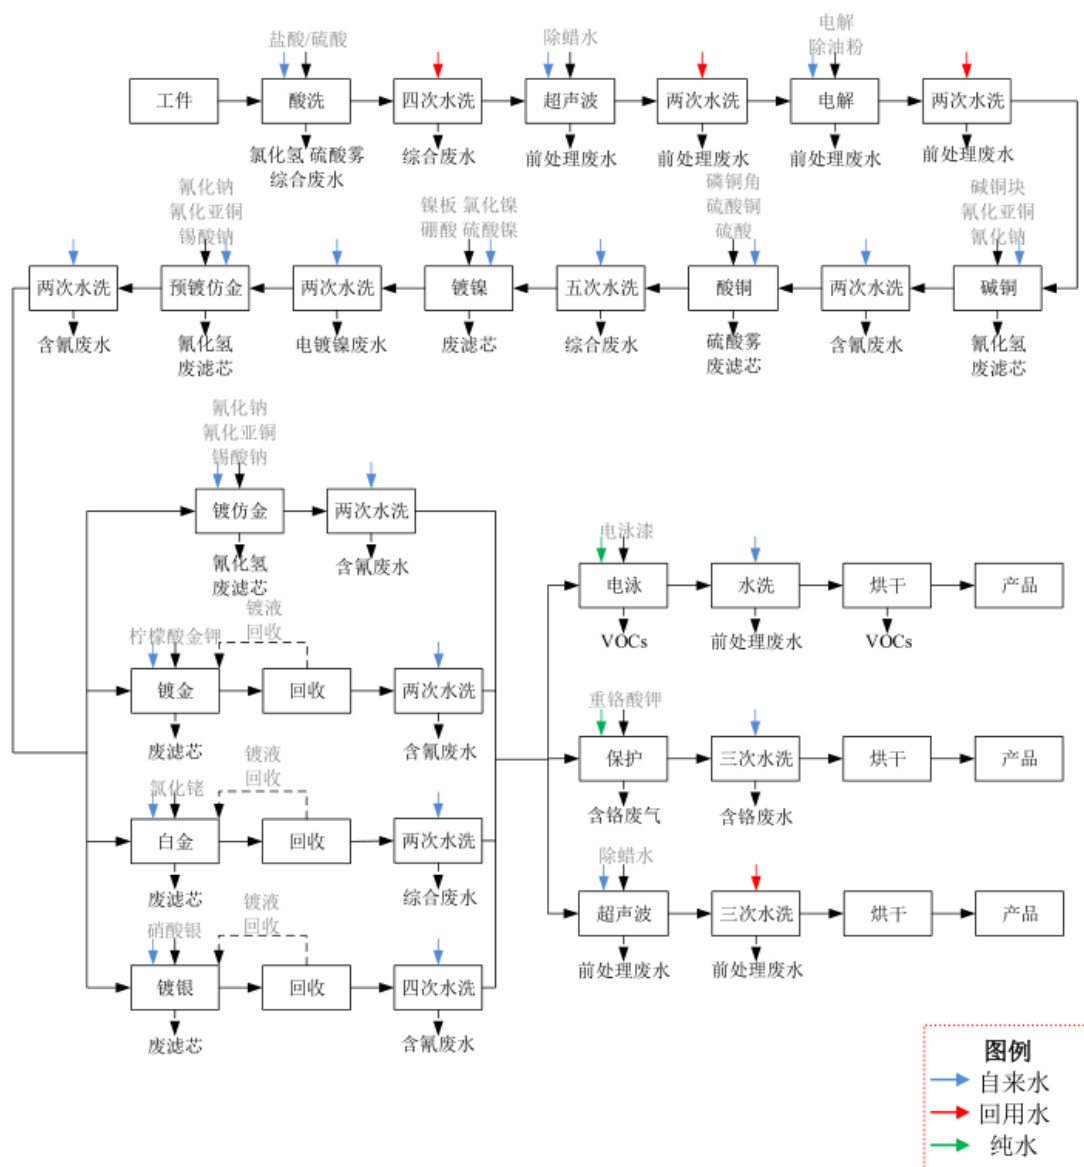 盐酸/硫酸
除蜡水
电解
除油粉
工件
酸洗
四次水洗
超声波
两次水洗
电解
两次水洗
氯化氢 硫酸雾
综合废水
综合废水
前处理废水
前处理废水
前处理废水
前处理废水
氰化钠
氰化亚铜
锡酸钠
镍板 氯化镍
硼酸 硫酸镍
磷铜角
硫酸铜
硫酸
碱铜块
氰化亚铜
氰化钠
两次水洗
预镀仿金
两次水洗
镀镍
五次水洗
酸铜
两次水洗
碱铜
含氰废水
氰化氢
废滤芯
电镀镍废水
废滤芯
综合废水
硫酸雾
废滤芯
含氰废水
氰化氢
废滤芯
氰化钠
氰化亚铜
锡酸钠
镀仿金
两次水洗
氰化氢
废滤芯
含氰废水
镀液
回收
柠檬酸金钾
镀金
回收
两次水洗
废滤芯
含氰废水
镀液
回收
氯化铑
白金
回收
两次水洗
废滤芯
综合废水
镀液
回收
硝酸银
镀银
回收
四次水洗
废滤芯
含氰废水
电泳漆
电泳
水洗
烘干
产品
VOCs
前处理废水
VOCs
重铬酸钾
保护
三次水洗
烘干
产品
含铬废气
含铬废水
除蜡水
超声波
三次水洗
烘干
产品
前处理废水
前处理废水
图例
自来水
回用水
纯水